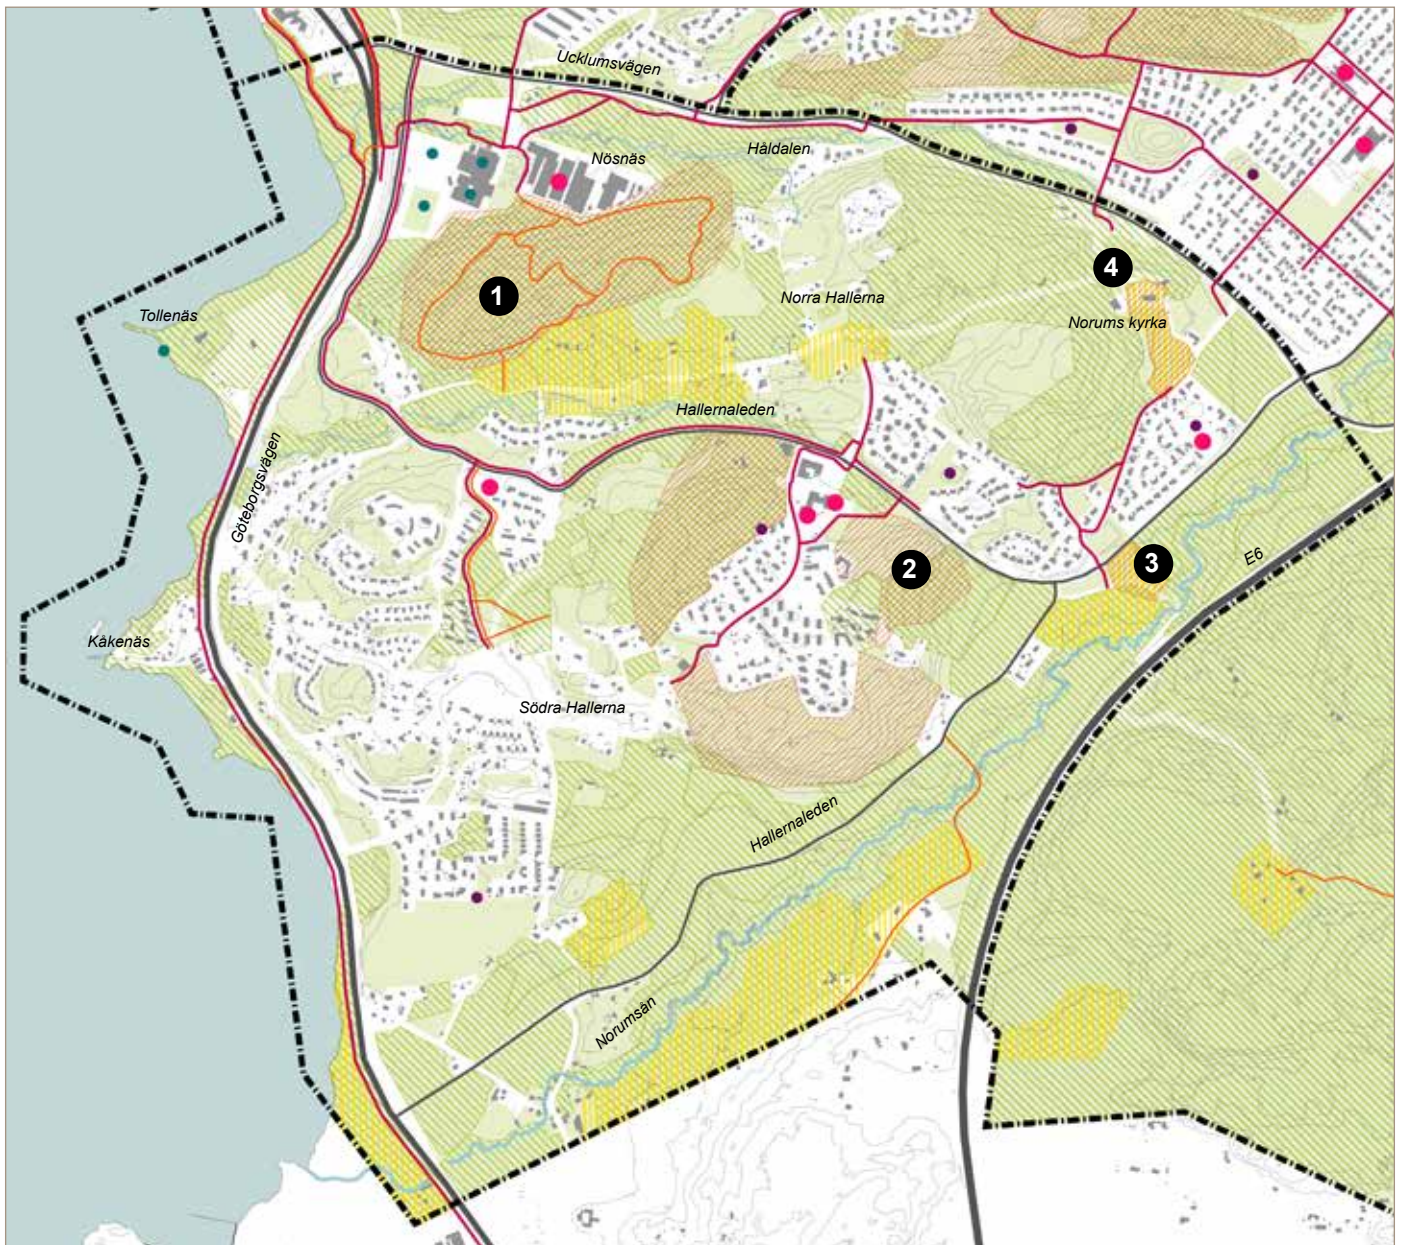 Ucklumsvägen
Nösnäs
Håldalen
4
1
Norra Hallerna
Tollenäs
Norums kyrka
Hallernaleden
Göteborgsvägen
E6
3
2
Kåkenäs
Södra Hallerna
Hallernaleden
Norumsån